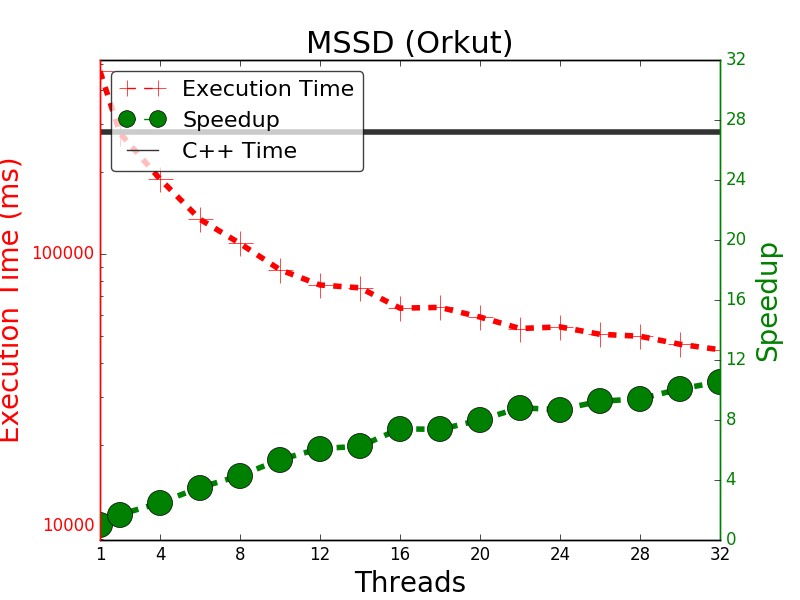 MSSD (Orkut)
Execution Time
Speedup
C++ Time
Execution Time (ms)
100000
10000
32
28
24
20
16
12
8
4
0
Speedup
1 4 8 12 16 20 24 28 32
Threads